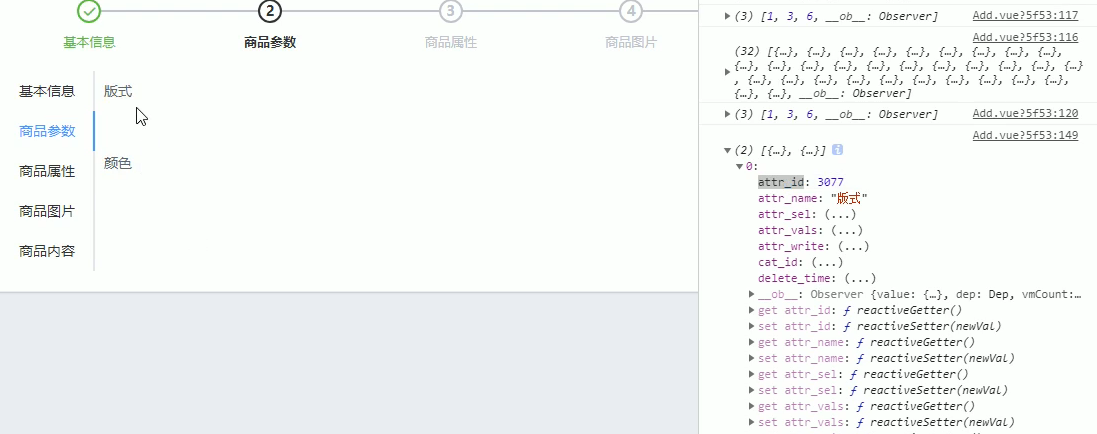 2
3
4
基本信息
商品参数
商品属性
商品图片
基本信息
商品参数
商品属性
商品图片
商品内容
版式
颜色
(3) [1, 3, 6, __ob__: Observer] Add.vue?5f53:117
Add.vue?5f53:116
(32) [{…}, {…}, {…}, {…}, {…}, {…}, {…}, {…}, {…},
{…}, {…}, {…}, {…}, {…}, {…}, {…}, {…}, {…}, {…}
, {…}, {…}, {…}, {…}, {…}, {…}, {…}, {…}, {…},
{…}, {…}, __ob__: Observer]
(3) [1, 3, 6, __ob__: Observer] Add.vue?5f53:120
Add.vue?5f53:149
(2) [{…}, {…}] i
0:
attr_id: 3077
attr_name: "版式"
attr_sel: (...)
attr_vals: (...)
attr_write: (...)
cat_id: (...)
delete_time: (...)
__ob__: Observer {value: {…}, dep: Dep, vmCount:…
get attr_id: ƒ reactiveGetter()
set attr_id: ƒ reactiveSetter(newVal)
get attr_name: ƒ reactiveGetter()
set attr_name: ƒ reactiveSetter(newVal)
get attr_sel: ƒ reactiveGetter()
set attr_sel: ƒ reactiveSetter(newVal)
get attr_vals: ƒ reactiveGetter()
set attr_vals: ƒ reactiveSetter(newVal)